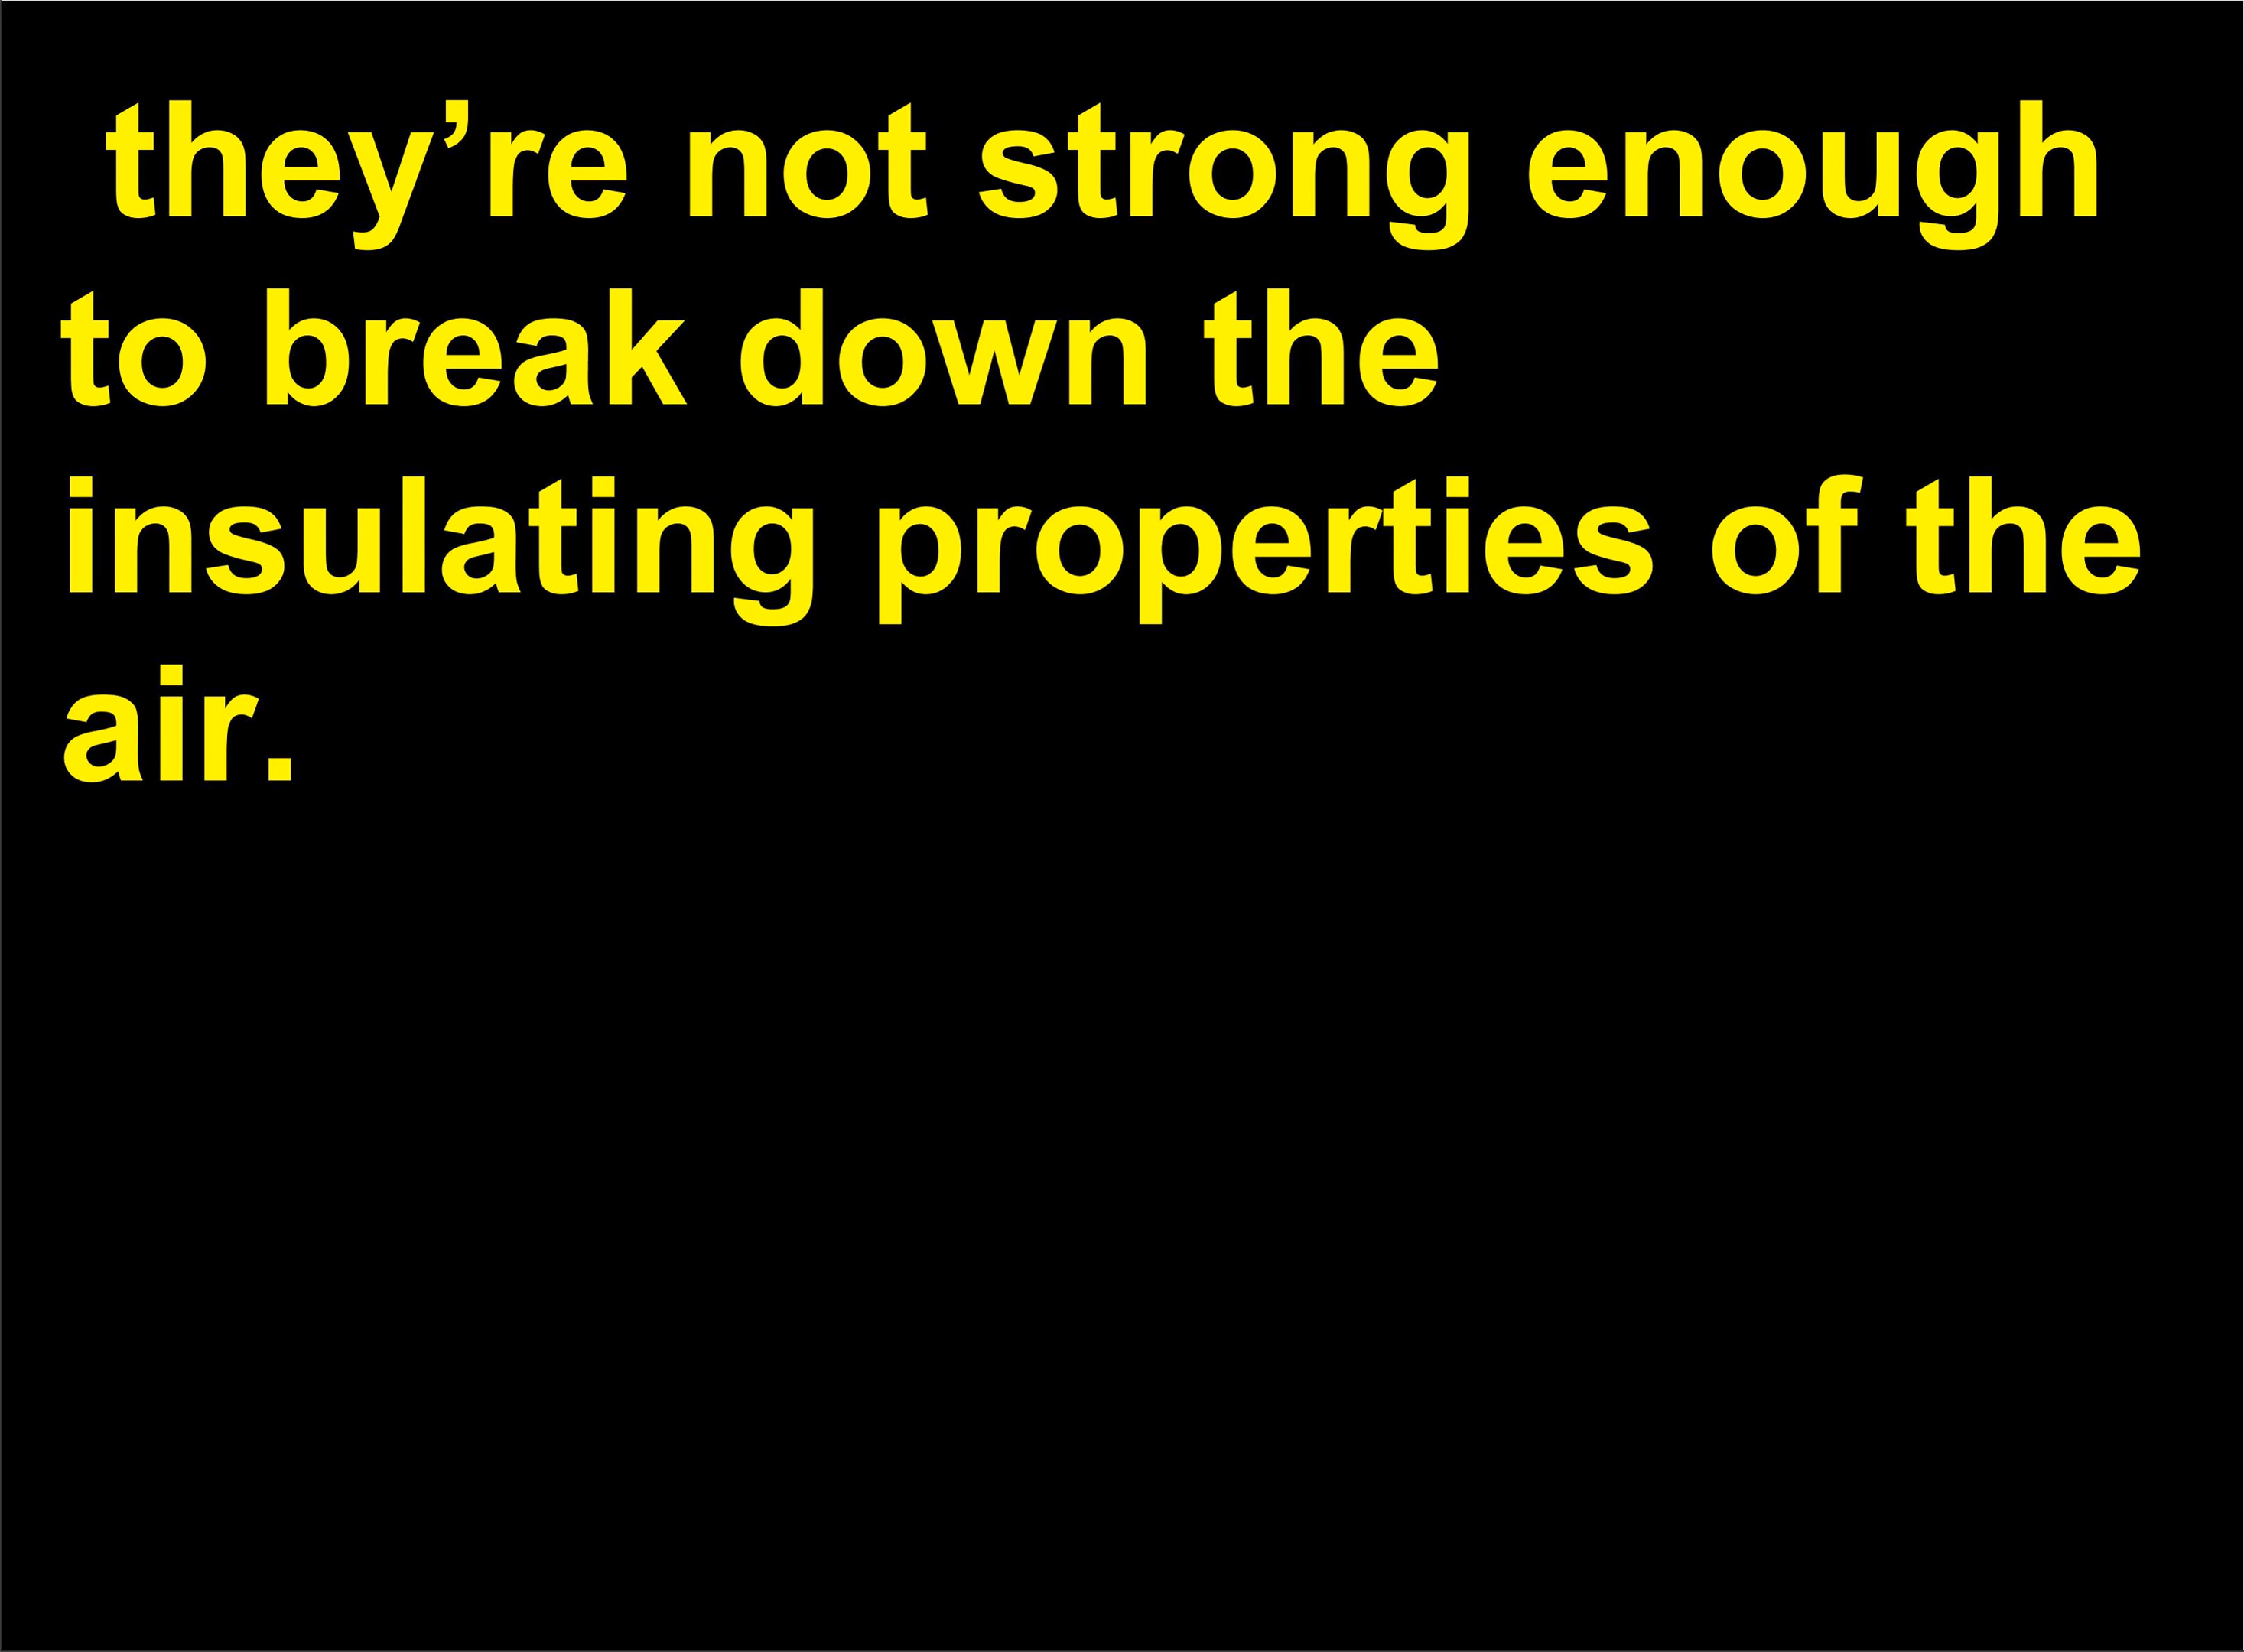 they’re not strong enough
to break down the
insulating properties of the
air.